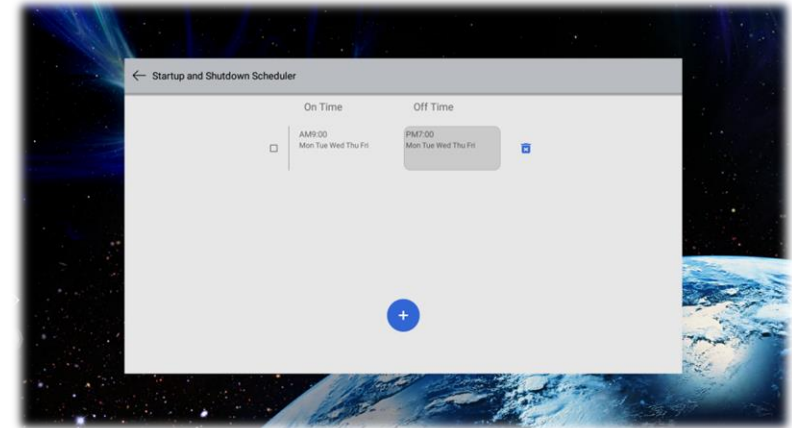 Startup and Shutdown Scheduler
On Time
Off Time
AM9:00
Mon Tue Wed Thu Fri
PM7:00
Mon Tue Wed Thu Fri